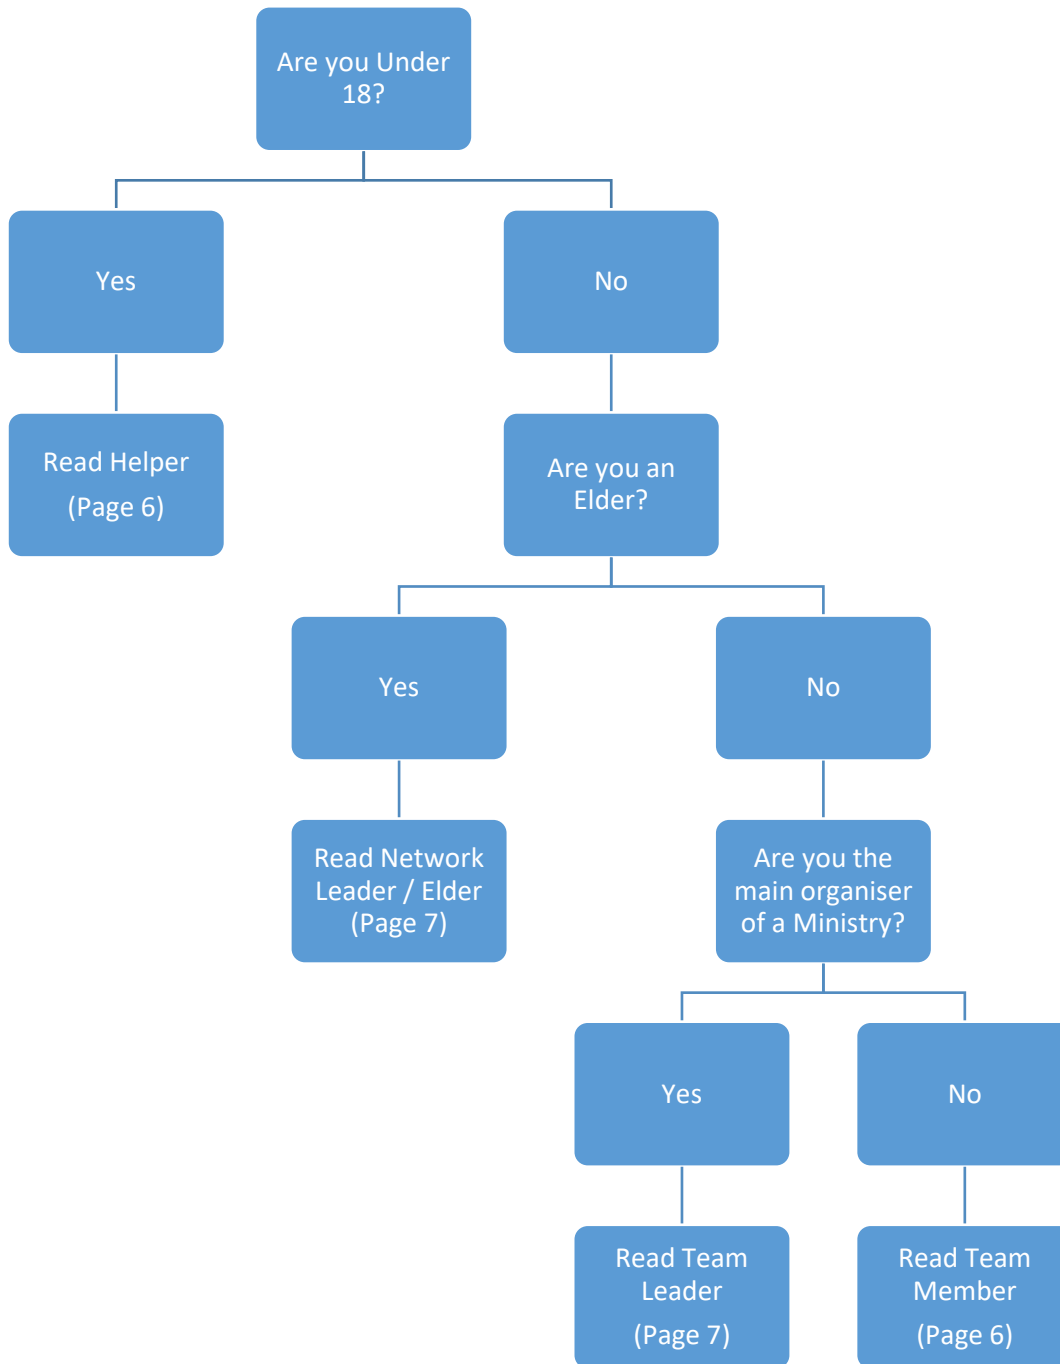 Are you Under
18?
Yes
No
Read Helper
(Page 6)
Are you an
Elder?
Yes
No
Read Network
Leader / Elder
(Page 7)
Are you the
main organiser
of a Ministry?
Yes
No
Read Team
Leader
(Page 7)
Read Team
Member
(Page 6)